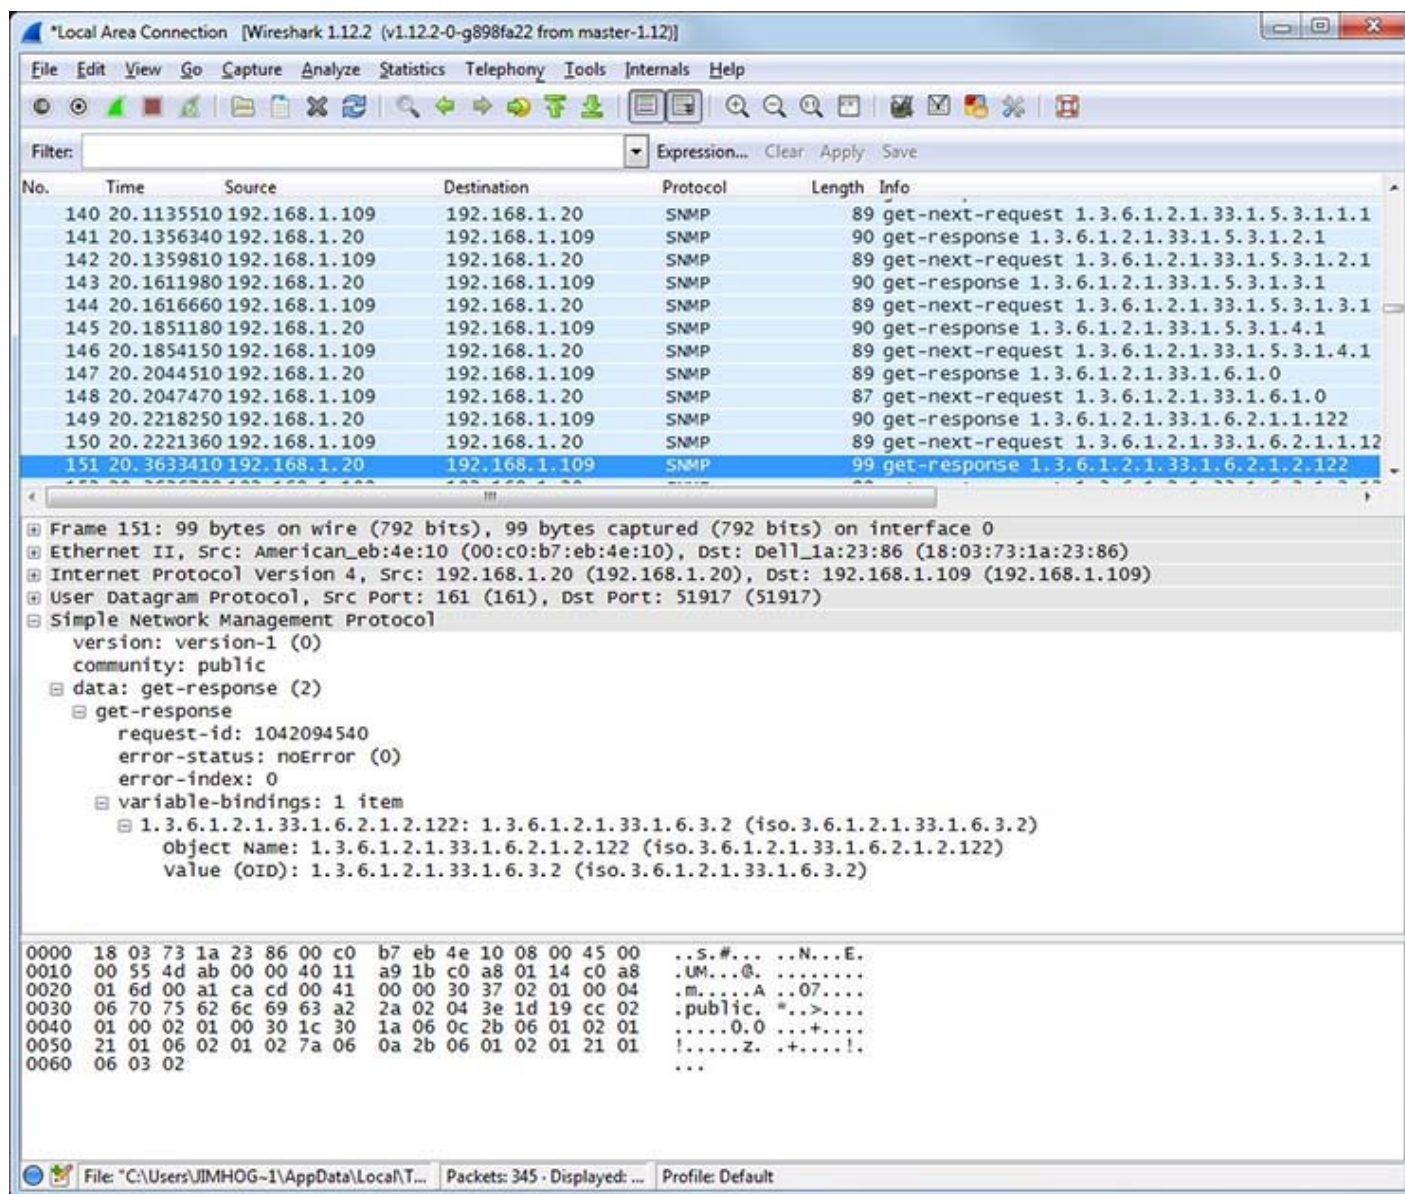 *Local Area Connection [Wireshark 1.12.2 (v1.12.2-0-g898fa22 from master-1.12)]
File Edit View Go Capture Analyze Statistics Telephony Tools Internals Help
Filter: Expression... Clear Apply Save
No. Time Source Destination Protocol Length Info
140 20.1135510 192.168.1.109 192.168.1.20 SNMP 89 get-next-request 1.3.6.1.2.1.33.1.5.3.1.1.1
141 20.1356340 192.168.1.20 192.168.1.109 SNMP 90 get-response 1.3.6.1.2.1.33.1.5.3.1.2.1
142 20.1359810 192.168.1.109 192.168.1.20 SNMP 89 get-next-request 1.3.6.1.2.1.33.1.5.3.1.2.1
143 20.1611980 192.168.1.20 192.168.1.109 SNMP 90 get-response 1.3.6.1.2.1.33.1.5.3.1.3.1
144 20.1616660 192.168.1.109 192.168.1.20 SNMP 89 get-next-request 1.3.6.1.2.1.33.1.5.3.1.3.1
145 20.1851180 192.168.1.20 192.168.1.109 SNMP 90 get-response 1.3.6.1.2.1.33.1.5.3.1.4.1
146 20.1854150 192.168.1.109 192.168.1.20 SNMP 89 get-next-request 1.3.6.1.2.1.33.1.5.3.1.4.1
147 20.2044510 192.168.1.20 192.168.1.109 SNMP 89 get-response 1.3.6.1.2.1.33.1.6.1.0
148 20.2047470 192.168.1.109 192.168.1.20 SNMP 87 get-next-request 1.3.6.1.2.1.33.1.6.1.0
149 20.2218250 192.168.1.20 192.168.1.109 SNMP 90 get-response 1.3.6.1.2.1.33.1.6.2.1.1.122
150 20.2221360 192.168.1.109 192.168.1.20 SNMP 89 get-next-request 1.3.6.1.2.1.33.1.6.2.1.1.12
151 20.3633410 192.168.1.20 192.168.1.109 SNMP 99 get-response 1.3.6.1.2.1.33.1.6.2.1.2.122
Frame 151: 99 bytes on wire (792 bits), 99 bytes captured (792 bits) on interface 0
Ethernet II, Src: American_eb:4e:10 (00:c0:b7:eb:4e:10), Dst: Dell_1a:23:86 (18:03:73:1a:23:86)
Internet Protocol Version 4, Src: 192.168.1.20 (192.168.1.20), Dst: 192.168.1.109 (192.168.1.109)
User Datagram Protocol, Src Port: 161 (161), Dst Port: 51917 (51917)
Simple Network Management Protocol
version: version-1 (0)
community: public
data: get-response (2)
get-response
request-id: 1042094540
error-status: noError (0)
error-index: 0
variable-bindings: 1 item
1.3.6.1.2.1.33.1.6.2.1.2.122: 1.3.6.1.2.1.33.1.6.3.2 (iso.3.6.1.2.1.33.1.6.3.2)
Object Name: 1.3.6.1.2.1.33.1.6.2.1.2.122 (iso.3.6.1.2.1.33.1.6.2.1.2.122)
Value (OID): 1.3.6.1.2.1.33.1.6.3.2 (iso.3.6.1.2.1.33.1.6.3.2)
0000 18 03 73 1a 23 86 00 c0 b7 eb 4e 10 08 00 45 00 ..s.#... ..N...E.
0010 00 55 4d ab 00 00 40 11 a9 1b c0 a8 01 14 c0 a8 .UM...@. ........
0020 01 6d 00 a1 ca cd 00 41 00 00 30 37 02 01 00 04 .m.....A ..07....
0030 06 70 75 62 6c 69 63 a2 2a 02 04 3e 1d 19 cc 02 .public. *..>....
0040 01 00 02 01 00 30 1c 30 1a 06 0c 2b 06 01 02 01 .....0.0 ...+....
0050 21 01 06 02 01 02 7a 06 0a 2b 06 01 02 01 21 01 !.....z. .+....!.
0060 06 03 02 ...
File: "C:\Users\JIMHOG~1\AppData\Local\T... Packets: 345 · Displayed: ... Profile: Default